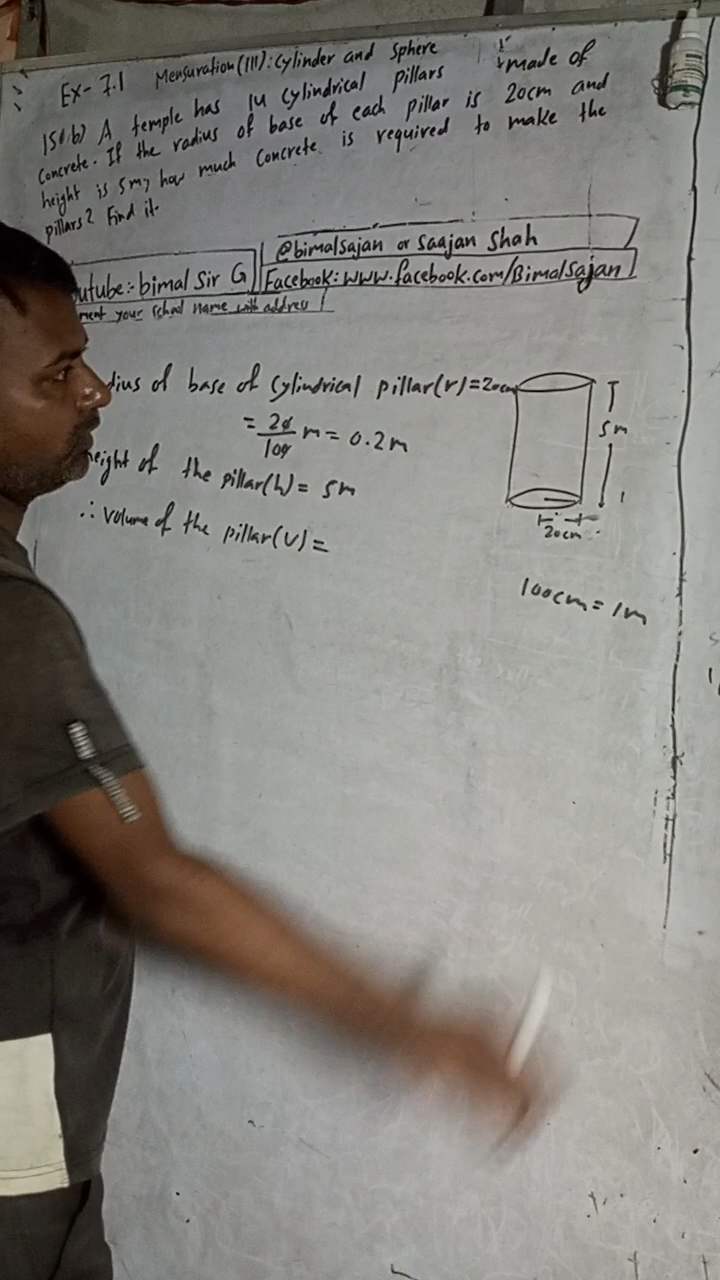 Ex- 7.1 Mensuration (III): Cylinder and sphere
15(b) A temple has 14 cylindrical pillars made of
concrete. If the radius of base of each pillar is 20cm and
height is 5m, how much concrete is required to make the
pillars? Find it.
@bimalsajan or Saajan Shah
utube:- bimal Sir G
Facebook: www.facebook.com/Bimalsajan
ment your school name with address !
dius of base of cylindrical pillar(r)=20cm
= 20/100 m = 0.2m
eight of the pillar(h) = 5m
∴ volume of the pillar(v) =
5m
20cm
100cm = 1m